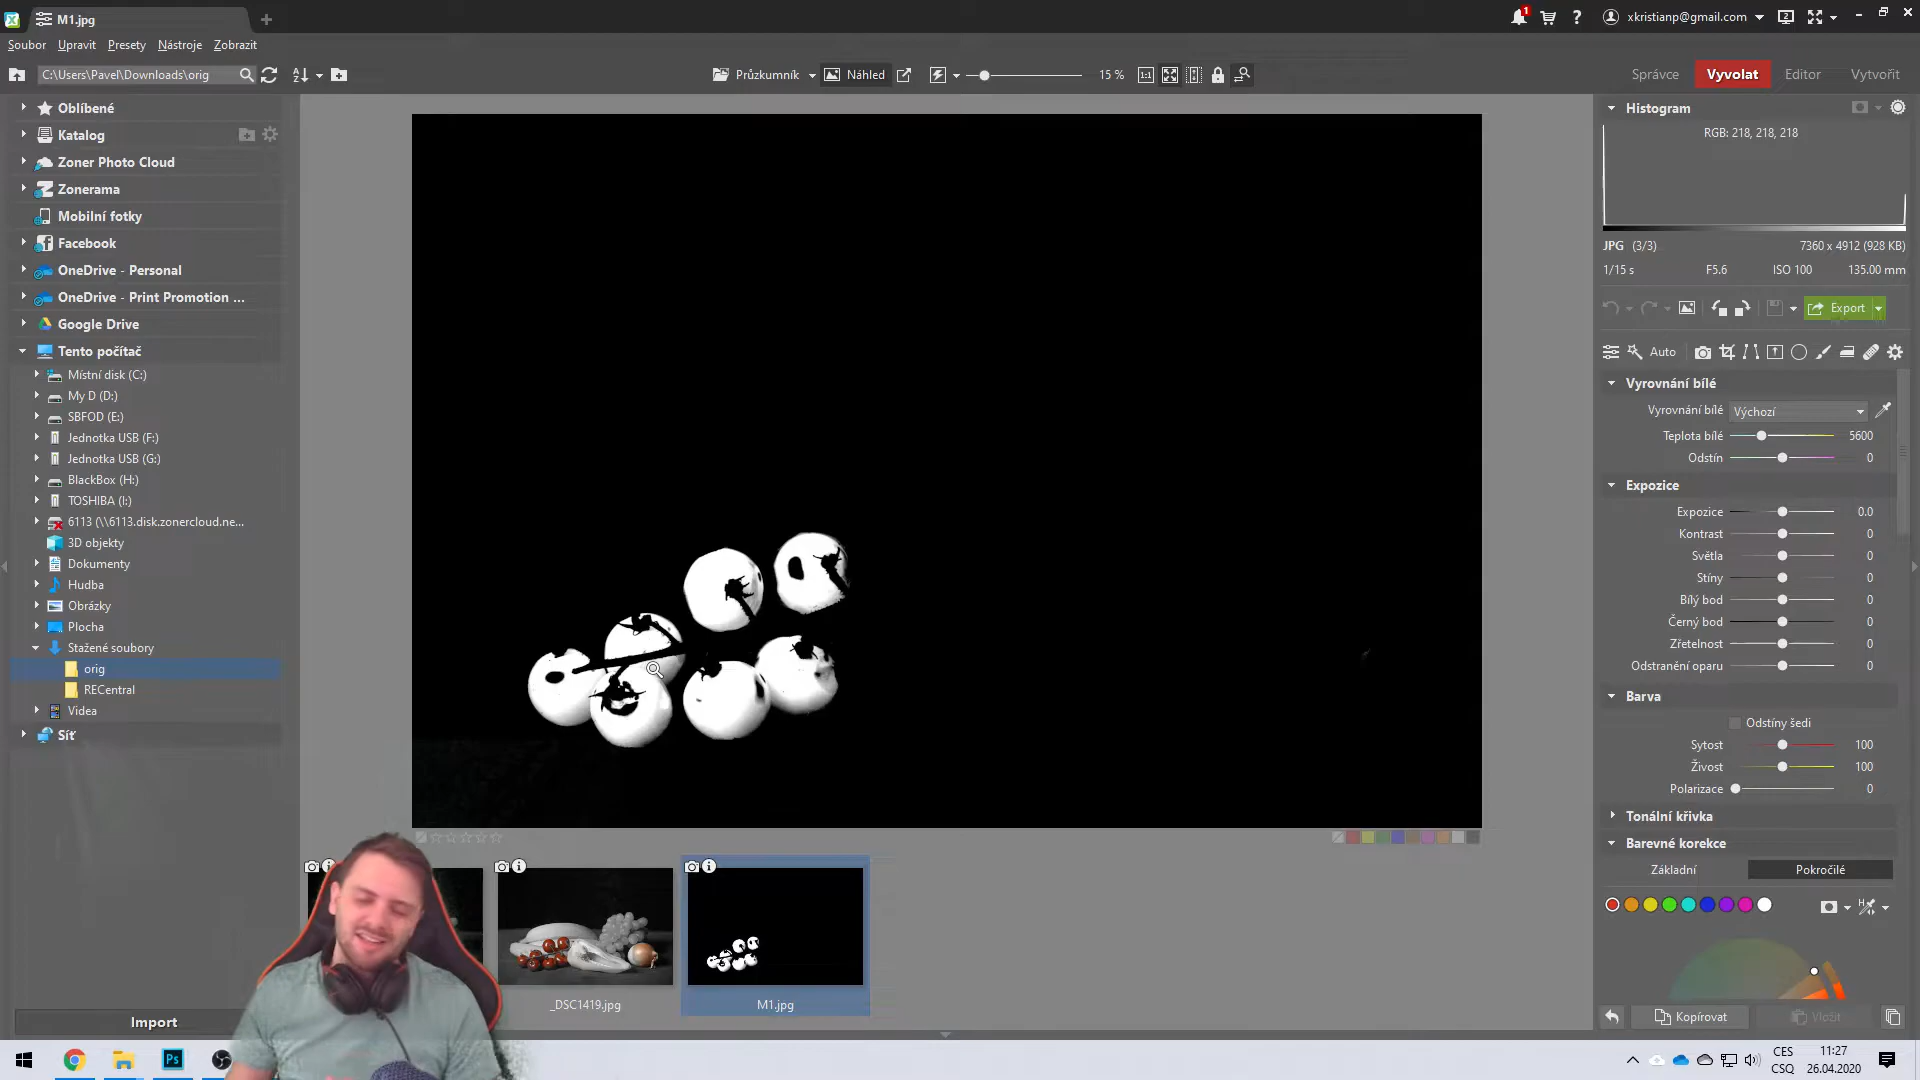 M1.jpg
xkristianp@gmail.com
Soubor Upravit Presety Nástroje Zobrazit
C:\Users\Pavel\Downloads\orig
Průzkumník Náhled 15 %
Správce Vyvolat Editor Vytvořit
Oblíbené
Katalog
Zoner Photo Cloud
Zonerama
Mobilní fotky
Facebook
OneDrive - Personal
OneDrive - Print Promotion ...
Google Drive
Tento počítač
Místní disk (C:)
My D (D:)
SBFOD (E:)
Jednotka USB (F:)
Jednotka USB (G:)
BlackBox (H:)
TOSHIBA (I:)
6113 (\\6113.disk.zonercloud.ne...
3D objekty
Dokumenty
Hudba
Obrázky
Plocha
Stažené soubory
orig
RECentral
Videa
Síť
Import
_DSC1419.jpg
M1.jpg
Histogram
RGB: 218, 218, 218
JPG (3/3) 7360 x 4912 (928 KB)
1/15 s F5.6 ISO 100 135.00 mm
Export
Auto
Vyrovnání bílé
Vyrovnání bílé Výchozí
Teplota bílé 5600
Odstín 0
Expozice
Expozice 0.0
Kontrast 0
Světla 0
Stíny 0
Bílý bod 0
Černý bod 0
Zřetelnost 0
Odstranění oparu 0
Barva
Odstíny šedi
Sytost 100
Živost 100
Polarizace 0
Tonální křivka
Barevné korekce
Základní Pokročilé
Kopírovat Vložit
Ps
CES 11:27
CSQ 26.04.2020